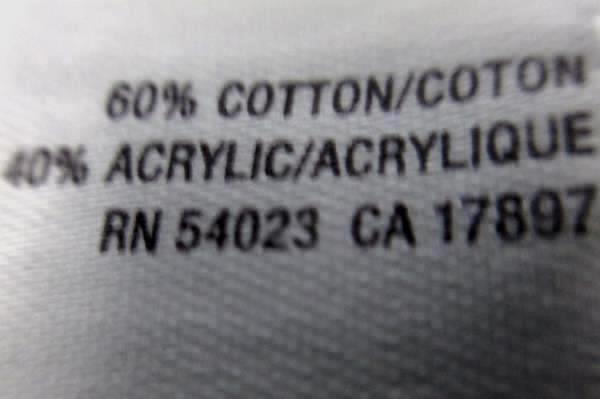 60% COTTON/COTON
40% ACRYLIC/ACRYLIQUE
RN 54023 CA 17897